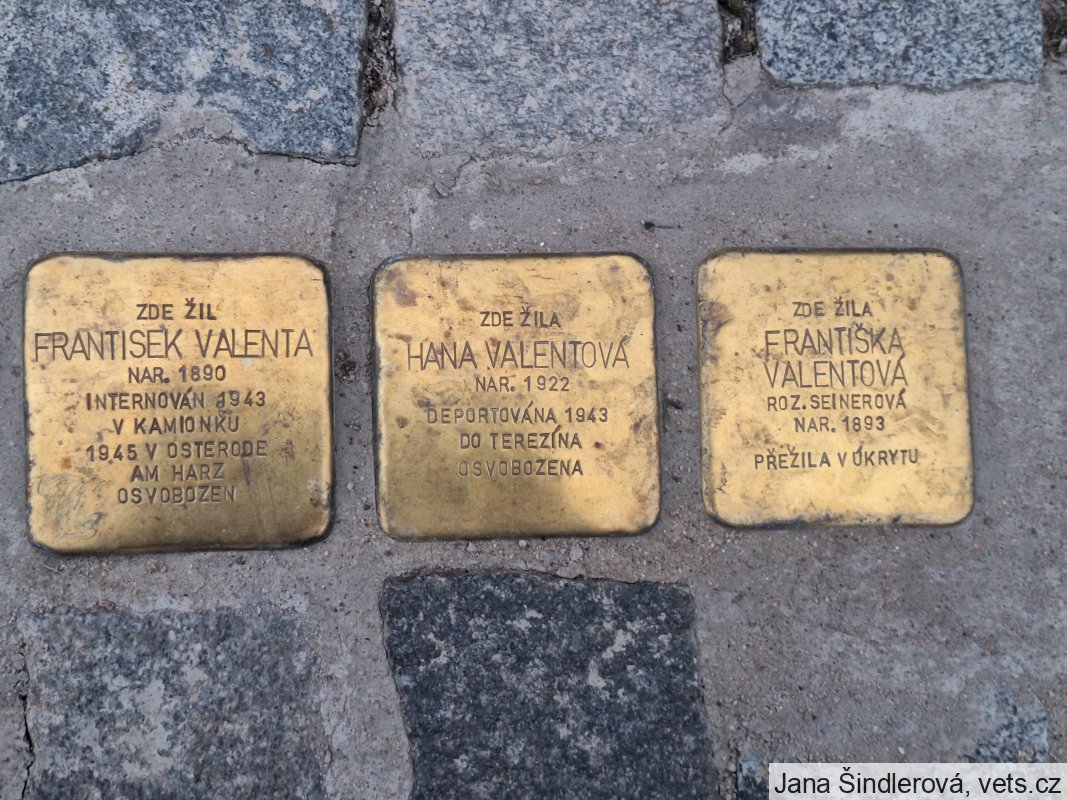 ZDE ŽIL
FRANTISEK VALENTA
NAR. 1890
INTERNOVÁN 1943
V KAMIONKU
1945 V OSTERODE
AM HARZ
OSVOBOZEN
ZDE ŽILA
HANA VALENTOVÁ
NAR. 1922
DEPORTOVÁNA 1943
DO TEREZÍNA
OSVOBOZENA
ZDE ŽILA
FRANTIŠKA
VALENTOVÁ
ROZ. SEINEROVÁ
NAR. 1893
PŘEŽILA V ÚKRYTU
Jana Šindlerová, vets.cz